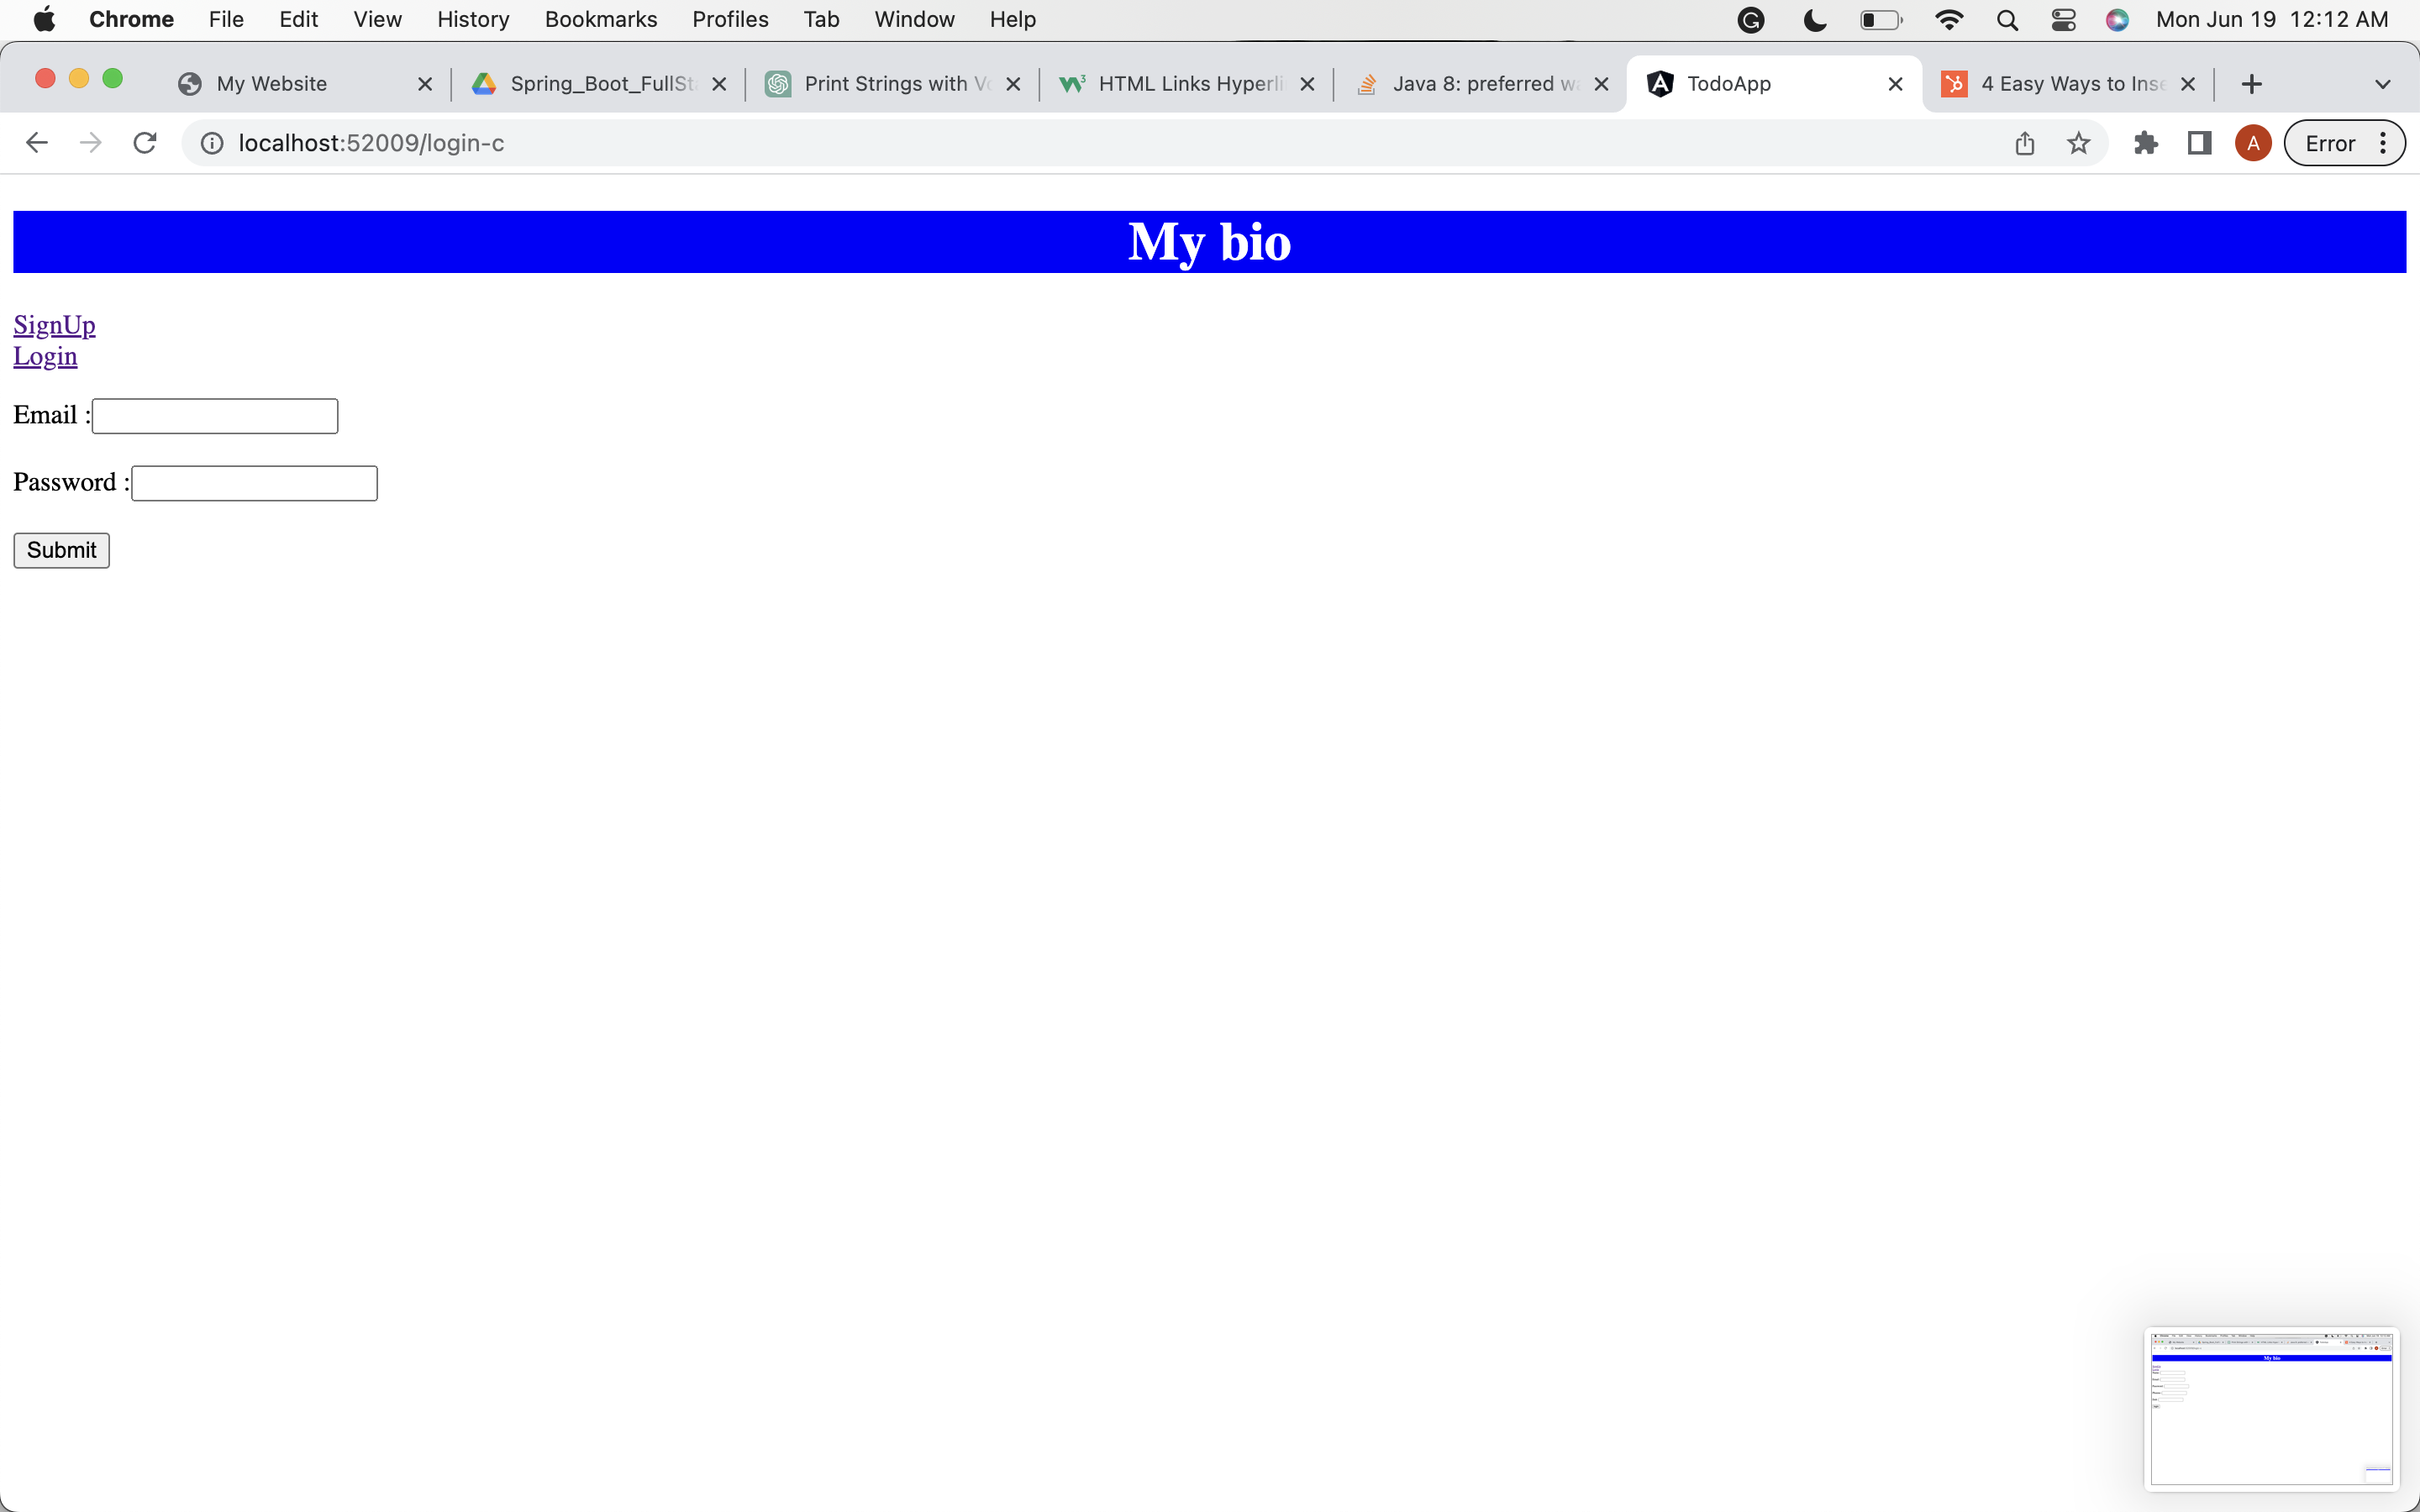 Chrome File Edit View History Bookmarks Profiles Tab Window Help Mon Jun 19 12:12 AM
My Website Spring_Boot_FullSt Print Strings with HTML Links Hyperli Java 8: preferred TodoApp 4 Easy Ways to Inse
localhost:52009/login-c A Error
My bio
SignUp
Login
Email :
Password :
Submit
My bio